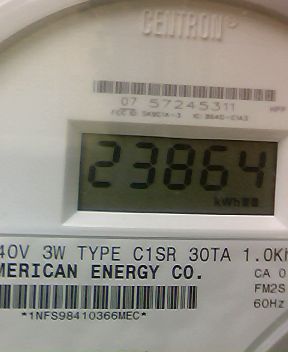 CENTRON
07 57245311
23864
kWh
40V 3W TYPE C1SR 30TA 1.0Kh
MERICAN ENERGY CO.
CA 0
FM2S
60Hz
*1NFS98410366MEC*